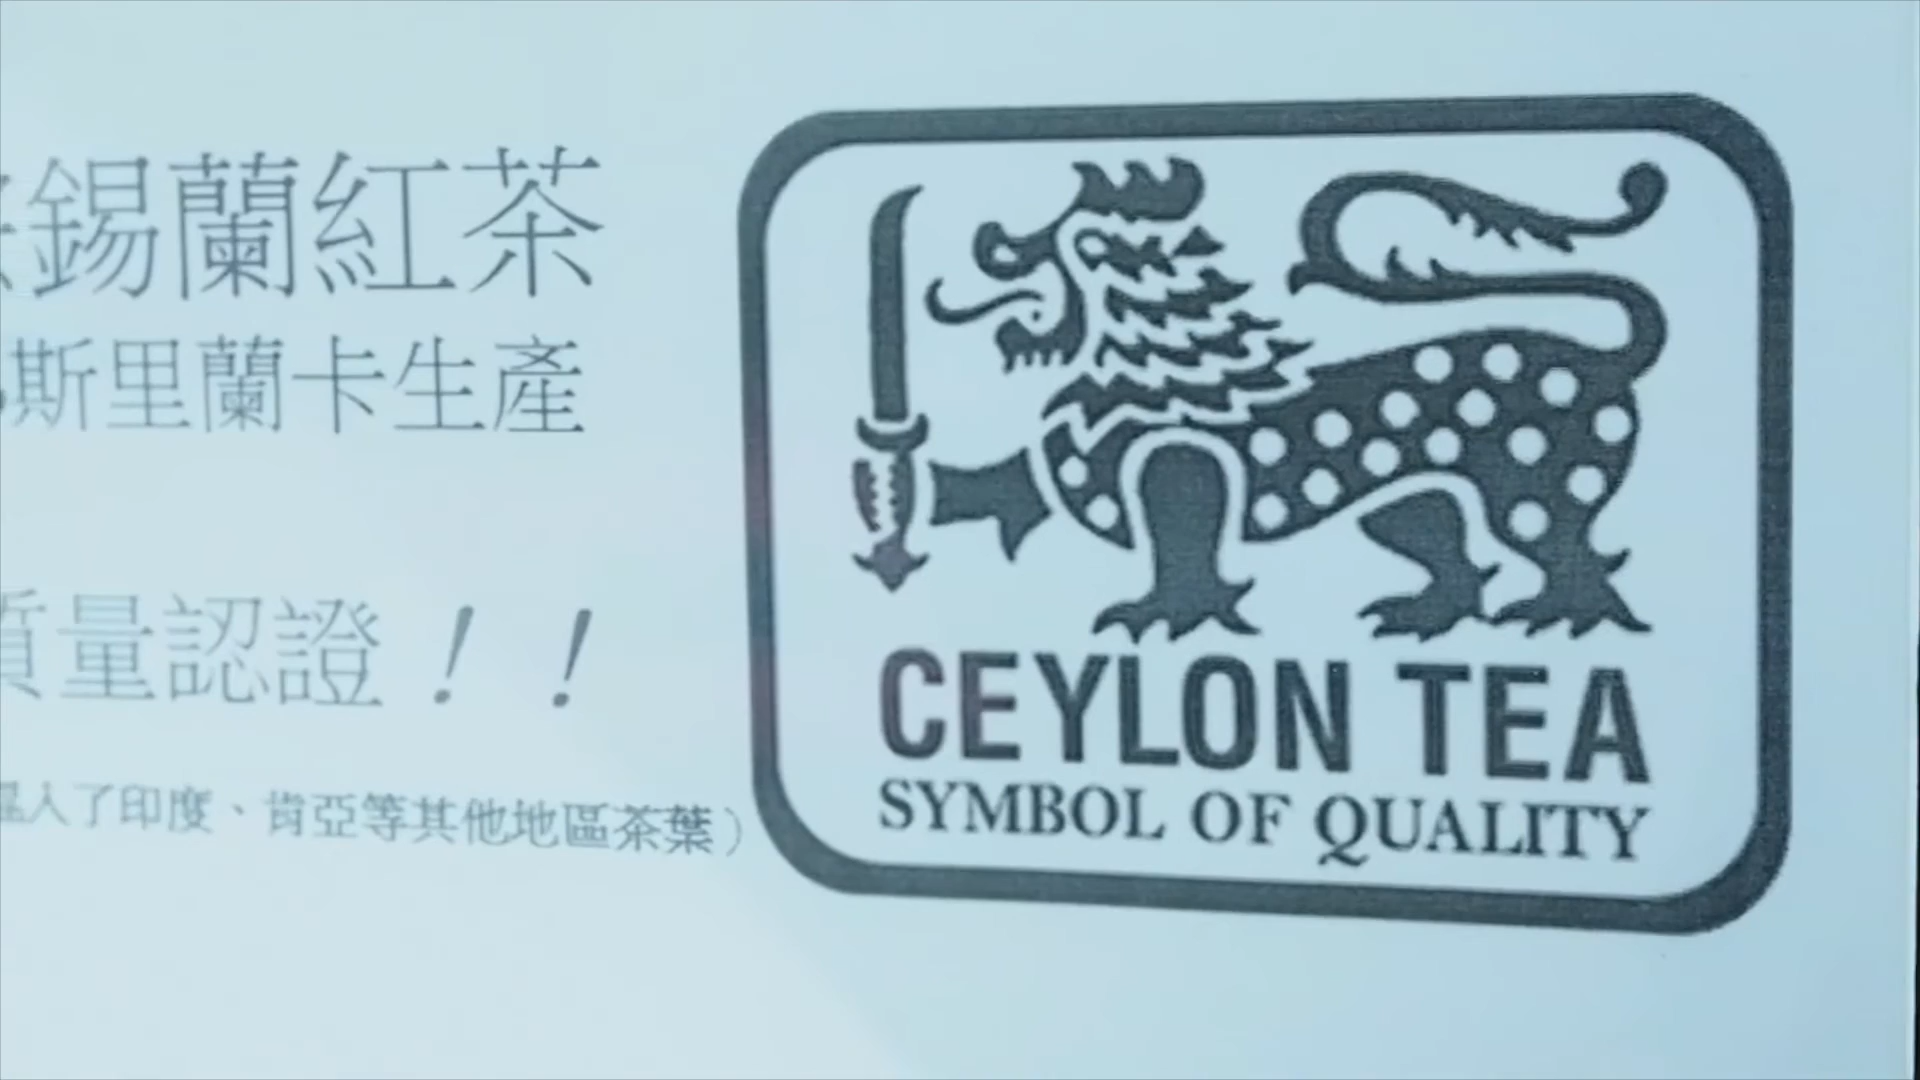 錫蘭紅茶
斯里蘭卡生產
質量認證！！
入了印度、肯亞等其他地區茶葉）
CEYLON TEA
SYMBOL OF QUALITY